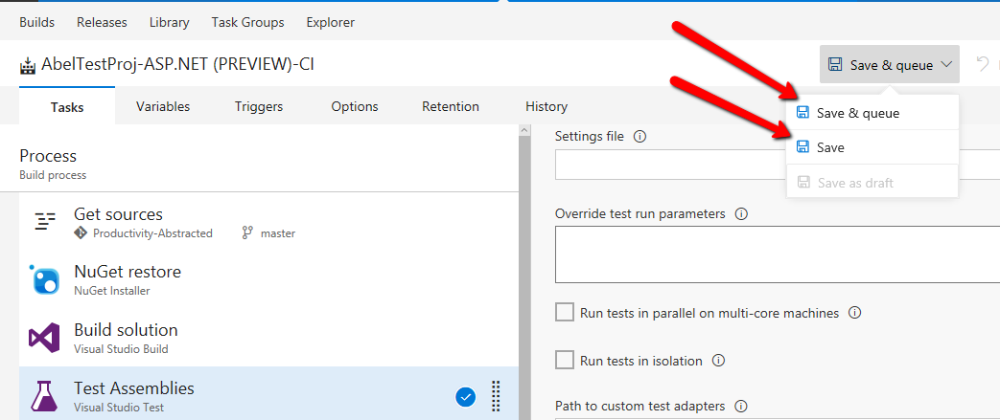 Builds Releases Library Task Groups Explorer
AbelTestProj-ASP.NET (PREVIEW)-CI
Save & queue
Tasks Variables Triggers Options Retention History
Save & queue
Save
Save as draft
Process
Build process
Get sources
Productivity-Abstracted master
NuGet restore
NuGet Installer
Build solution
Visual Studio Build
Test Assemblies
Visual Studio Test
Settings file
Override test run parameters
Run tests in parallel on multi-core machines
Run tests in isolation
Path to custom test adapters